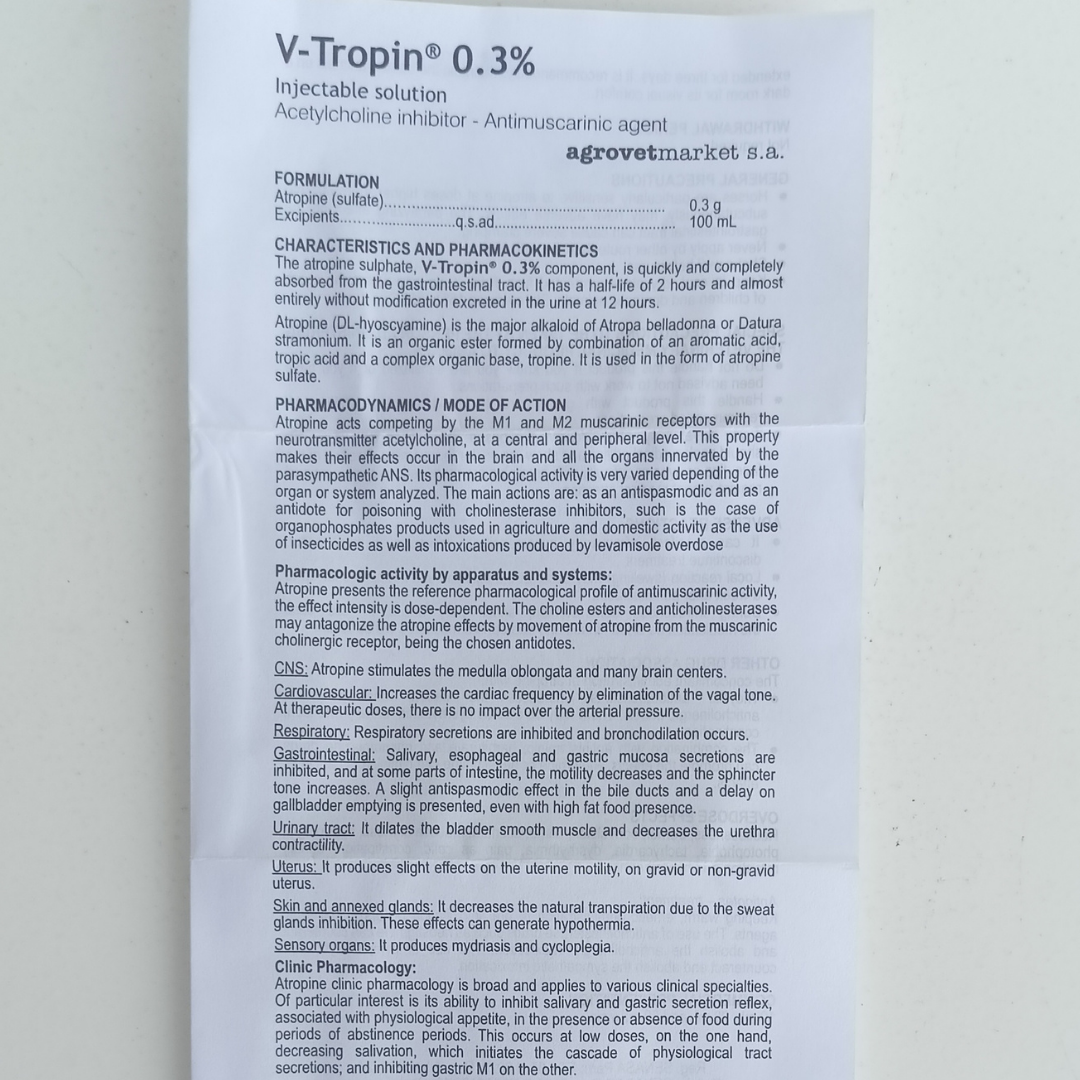 V-Tropin® 0.3%
Injectable solution
Acetylcholine inhibitor - Antimuscarinic agent
agrovetmarket s.a.
FORMULATION
Atropine (sulfate)................................................................ 0.3 g
Excipients..........................q.s.ad.......................................... 100 mL
CHARACTERISTICS AND PHARMACOKINETICS
The atropine sulphate, V-Tropin® 0.3% component, is quickly and completely
absorbed from the gastrointestinal tract. It has a half-life of 2 hours and almost
entirely without modification excreted in the urine at 12 hours.
Atropine (DL-hyoscyamine) is the major alkaloid of Atropa belladonna or Datura
stramonium. It is an organic ester formed by combination of an aromatic acid,
tropic acid and a complex organic base, tropine. It is used in the form of atropine
sulfate.
PHARMACODYNAMICS / MODE OF ACTION
Atropine acts competing by the M1 and M2 muscarinic receptors with the
neurotransmitter acetylcholine, at a central and peripheral level. This property
makes their effects occur in the brain and all the organs innervated by the
parasympathetic ANS. Its pharmacological activity is very varied depending of the
organ or system analyzed. The main actions are: as an antispasmodic and as an
antidote for poisoning with cholinesterase inhibitors, such is the case of
organophosphates products used in agriculture and domestic activity as the use
of insecticides as well as intoxications produced by levamisole overdose
Pharmacologic activity by apparatus and systems:
Atropine presents the reference pharmacological profile of antimuscarinic activity,
the effect intensity is dose-dependent. The choline esters and anticholinesterases
may antagonize the atropine effects by movement of atropine from the muscarinic
cholinergic receptor, being the chosen antidotes.
CNS: Atropine stimulates the medulla oblongata and many brain centers.
Cardiovascular: Increases the cardiac frequency by elimination of the vagal tone.
At therapeutic doses, there is no impact over the arterial pressure.
Respiratory: Respiratory secretions are inhibited and bronchodilation occurs.
Gastrointestinal: Salivary, esophageal and gastric mucosa secretions are
inhibited, and at some parts of intestine, the motility decreases and the sphincter
tone increases. A slight antispasmodic effect in the bile ducts and a delay on
gallbladder emptying is presented, even with high fat food presence.
Urinary tract: It dilates the bladder smooth muscle and decreases the urethra
contractility.
Uterus: It produces slight effects on the uterine motility, on gravid or non-gravid
uterus.
Skin and annexed glands: It decreases the natural transpiration due to the sweat
glands inhibition. These effects can generate hypothermia.
Sensory organs: It produces mydriasis and cycloplegia.
Clinic Pharmacology:
Atropine clinic pharmacology is broad and applies to various clinical specialties.
Of particular interest is its ability to inhibit salivary and gastric secretion reflex,
associated with physiological appetite, in the presence or absence of food during
periods of abstinence periods. This occurs at low doses, on the one hand,
decreasing salivation, which initiates the cascade of physiological tract
secretions; and inhibiting gastric M1 on the other.